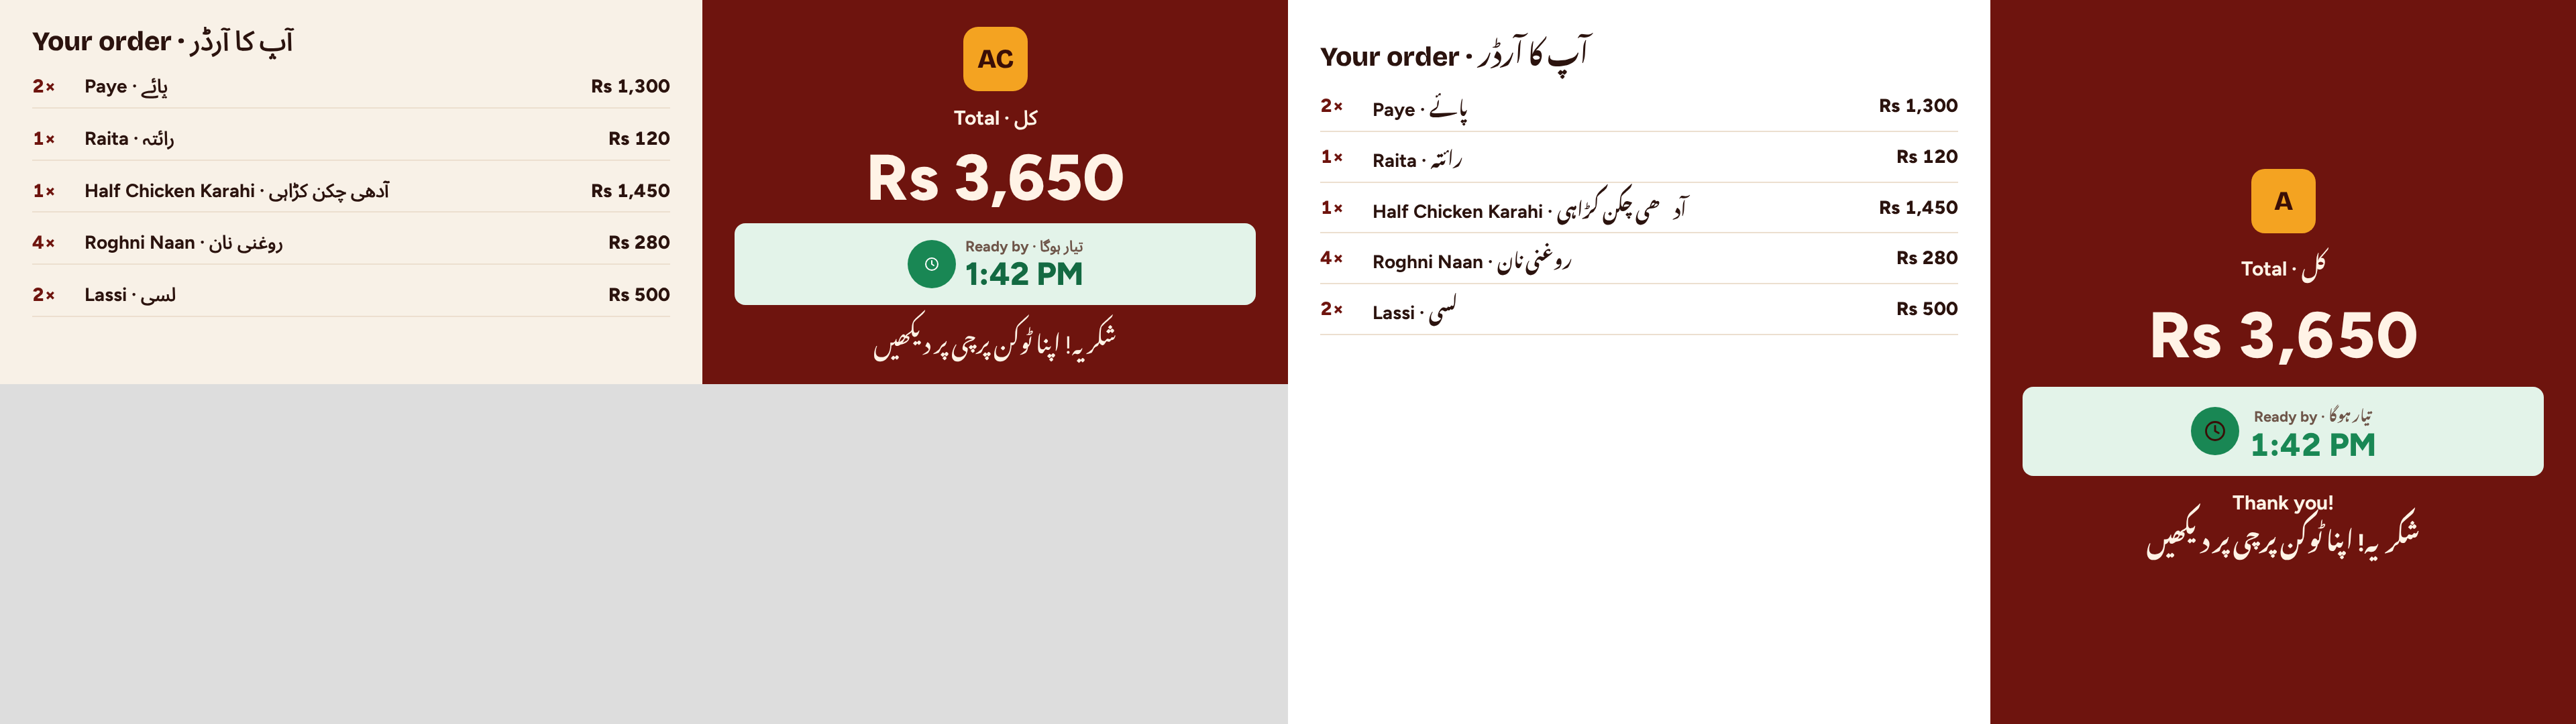 Your order · آپ کا آرڈر
2× Paye · پائے Rs 1,300
1× Raita · رائتہ Rs 120
1× Half Chicken Karahi · آدھی چکن کڑاہی Rs 1,450
4× Roghni Naan · روغنی نان Rs 280
2× Lassi · لسی Rs 500
AC
Total · کل
Rs 3,650
Ready by · تیار ہوگا
1:42 PM
شکریہ! اپنا ٹوکن پرچی پر دیکھیں
Your order · آپ کا آرڈر
2× Paye · پائے Rs 1,300
1× Raita · رائتہ Rs 120
1× Half Chicken Karahi · آدھی چکن کڑاہی Rs 1,450
4× Roghni Naan · روغنی نان Rs 280
2× Lassi · لسی Rs 500
A
Total · کل
Rs 3,650
Ready by · تیار ہوگا
1:42 PM
Thank you!
شکریہ! اپنا ٹوکن پرچی پر دیکھیں